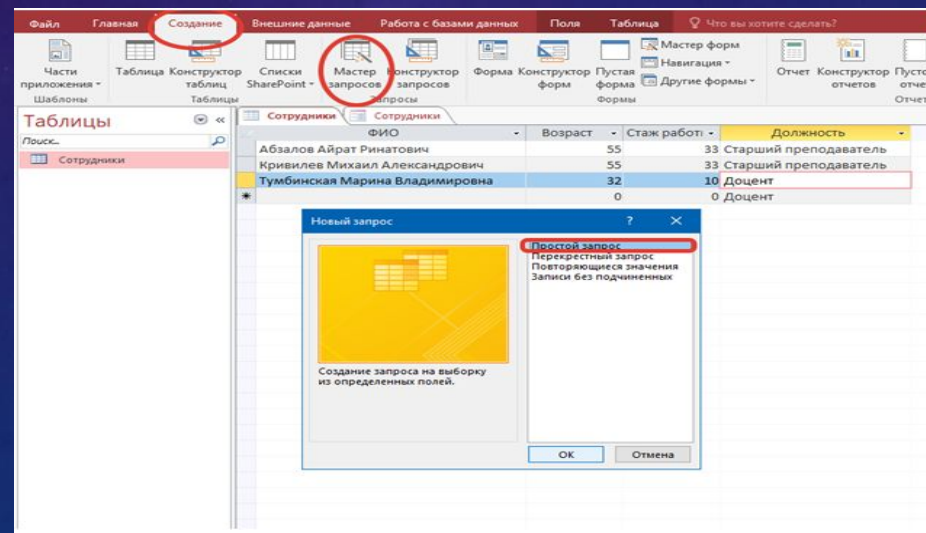 Файл Главная Создание Внешние данные Работа с базами данных Поля Таблица Что вы хотите сделать?
Части приложения
Таблица
Конструктор таблиц
Списки SharePoint
Мастер запросов
Конструктор запросов
Форма
Конструктор форм
Пустая форма
Мастер форм
Навигация
Другие формы
Отчет
Конструктор отчетов
Шаблоны Таблицы Запросы Формы
Таблицы
Поиск...
Сотрудники
Сотрудники Сотрудники
ФИО Возраст Стаж работы Должность
Абзалов Айрат Ринатович 55 33 Старший преподаватель
Кривилев Михаил Александрович 55 33 Старший преподаватель
Тумбинская Марина Владимировна 32 10 Доцент
* 0 0 Доцент
Новый запрос ? ×
Простой запрос
Перекрестный запрос
Повторяющиеся значения
Записи без подчиненных
Создание запроса на выборку
из определенных полей.
ОК Отмена